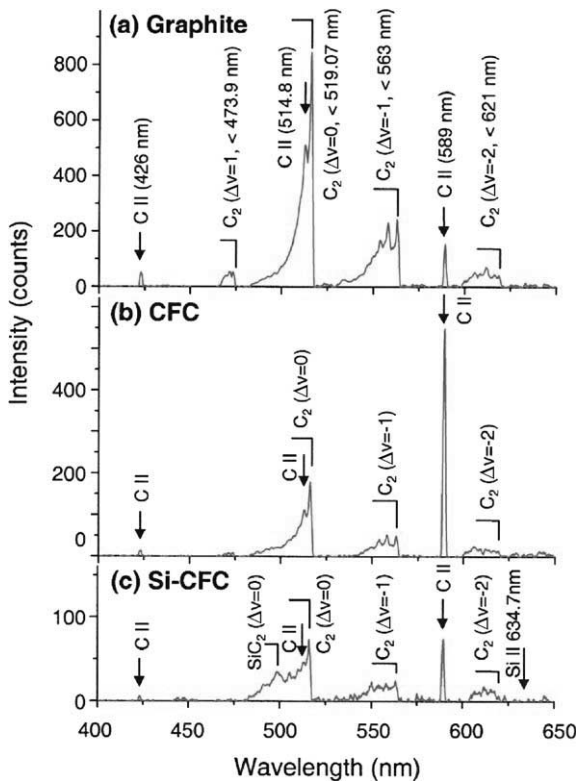 (a) Graphite
C II (426 nm)
C₂ (Δv=1, < 473.9 nm)
C II (514.8 nm)
C₂ (Δv=0, < 519.07 nm)
C₂ (Δv=-1, < 563 nm)
C II (589 nm)
C₂ (Δv=-2, < 621 nm)
800
600
400
200
0
Intensity (counts)
(b) CFC
C II
C II
C₂ (Δv=0)
C₂ (Δv=-1)
C II
C₂ (Δv=-2)
400
200
0
(c) Si-CFC
C II
SiC₂ (Δv=0)
C II
C₂ (Δv=0)
C₂ (Δv=-1)
C II
C₂ (Δv=-2)
Si II 634.7nm
100
0
400 450 500 550 600 650
Wavelength (nm)